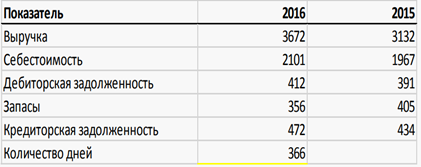 Показатель 2016 2015
Выручка 3672 3132
Себестоимость 2101 1967
Дебиторская задолженность 412 391
Запасы 356 405
Кредиторская задолженность 472 434
Количество дней 366